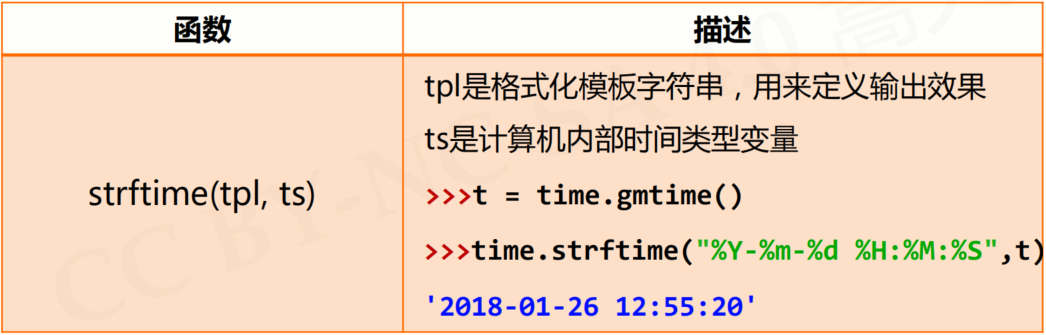 函数
描述
strftime(tpl, ts)
tpl是格式化模板字符串，用来定义输出效果
ts是计算机内部时间类型变量
>>>t = time.gmtime()
>>>time.strftime("%Y-%m-%d %H:%M:%S",t)
'2018-01-26 12:55:20'